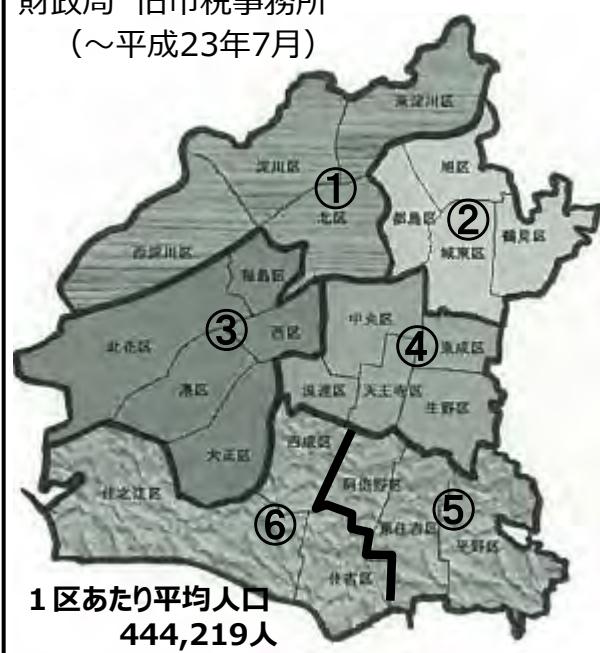 財政局 旧市税事務所
（～平成23年7月）
東淀川区
淀川区
旭区
①
北区
都島区
②
鶴見区
城東区
西淀川区
福島区
中央区
③
西区
④
東成区
此花区
港区
浪速区
天王寺区
生野区
大正区
西成区
阿倍野区
住之江区
⑥
東住吉区
⑤
平野区
住吉区
１区あたり平均人口
444,219人